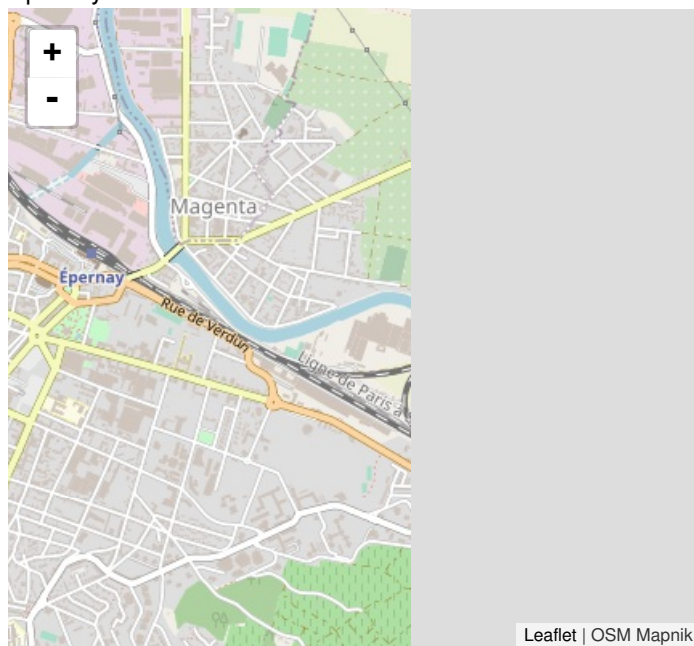 +
-
Magenta
Épernay
Rue de Verdun
Ligne de Paris à
Leaflet | OSM Mapnik